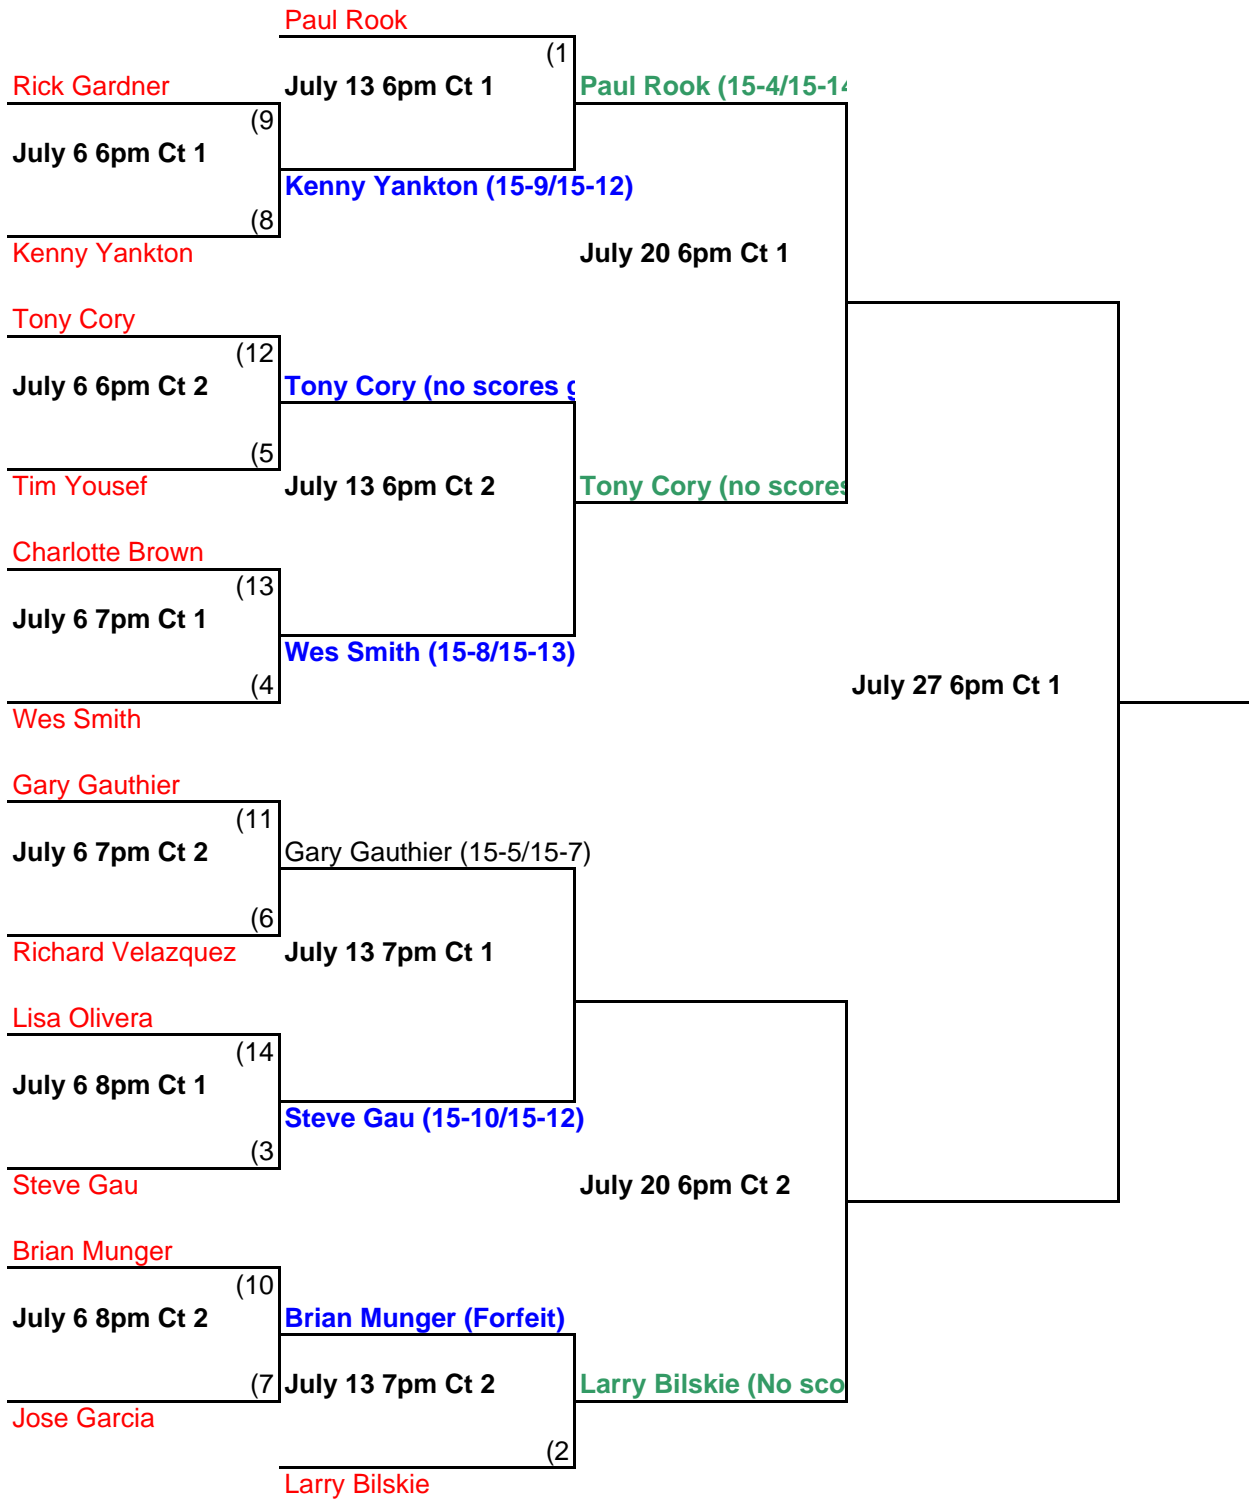 Paul Rook
(1
Rick Gardner
July 13 6pm Ct 1
Paul Rook (15-4/15-14
(9
July 6 6pm Ct 1
Kenny Yankton (15-9/15-12)
(8
Kenny Yankton
July 20 6pm Ct 1
Tony Cory
(12
July 6 6pm Ct 2
Tony Cory (no scores g
(5
Tim Yousef
July 13 6pm Ct 2
Tony Cory (no scores
Charlotte Brown
(13
July 6 7pm Ct 1
Wes Smith (15-8/15-13)
(4
July 27 6pm Ct 1
Wes Smith
Gary Gauthier
(11
July 6 7pm Ct 2
Gary Gauthier (15-5/15-7)
(6
Richard Velazquez
July 13 7pm Ct 1
Lisa Olivera
(14
July 6 8pm Ct 1
Steve Gau (15-10/15-12)
(3
Steve Gau
July 20 6pm Ct 2
Brian Munger
(10
July 6 8pm Ct 2
Brian Munger (Forfeit)
(7
July 13 7pm Ct 2
Larry Bilskie (No sco
Jose Garcia
(2
Larry Bilskie